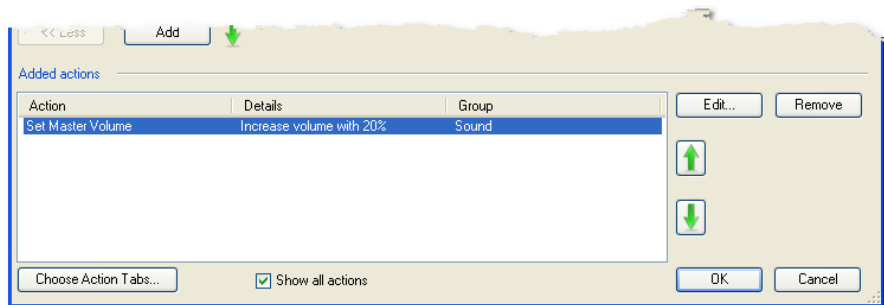 << Less
Add
Added actions
Action Details Group
Set Master Volume Increase volume with 20% Sound
Edit... Remove
Choose Action Tabs...
Show all actions
OK Cancel